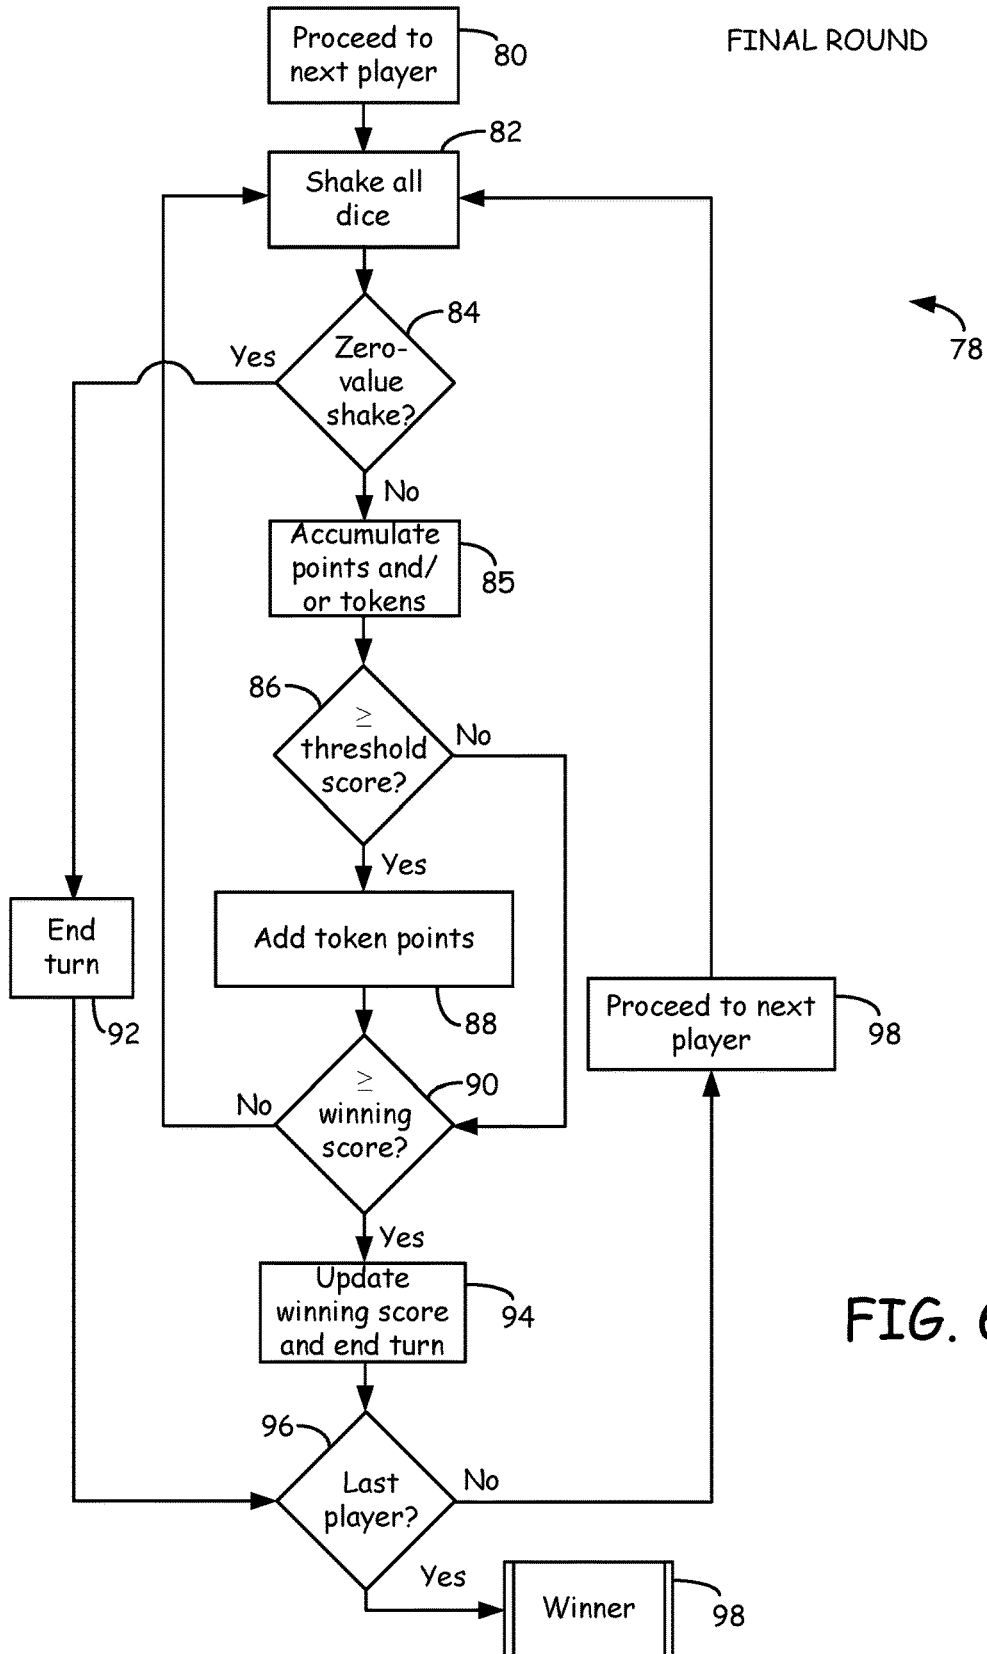 Proceed to
next player
80
FINAL ROUND
82
Shake all
dice
84
Yes
Zero-
value
shake?
78
No
Accumulate
points and/
or tokens
85
86
≥
threshold
score?
No
Yes
End
turn
92
Add token points
88
Proceed to next
player
98
No
≥
winning
score?
90
Yes
Update
winning score
and end turn
94
FIG.
96
Last
player?
No
Yes
Winner
98